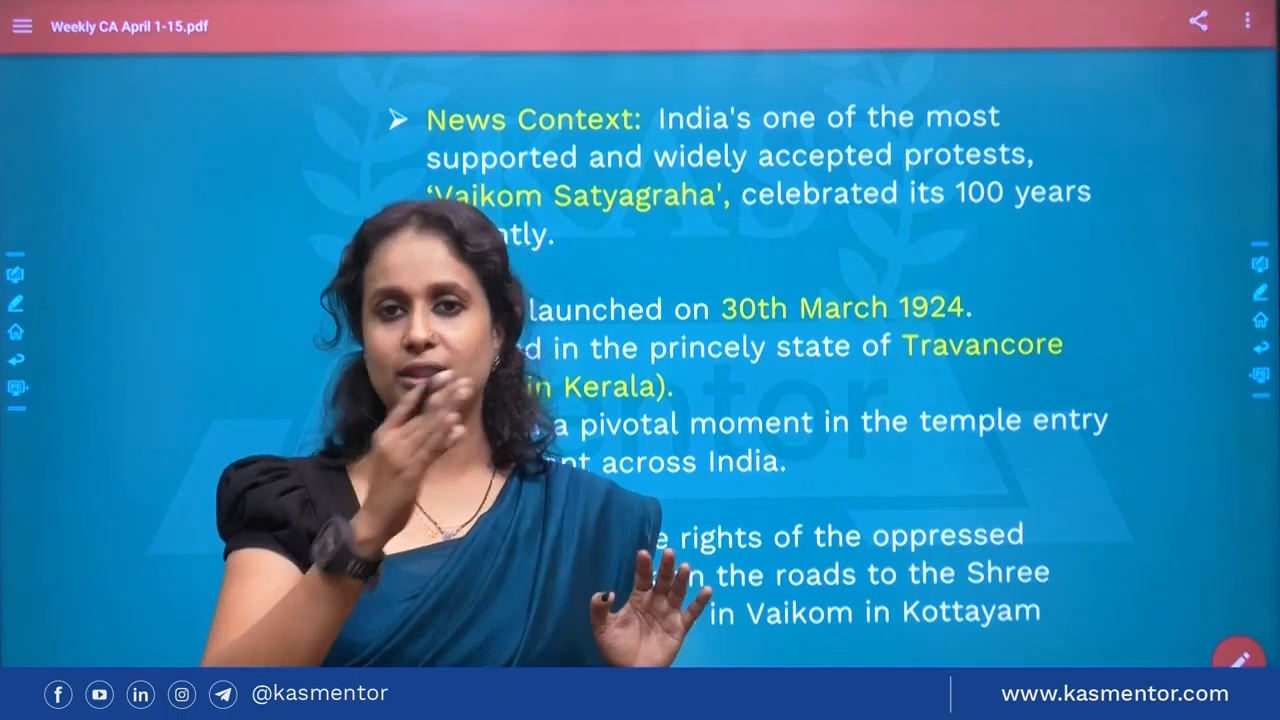 Weekly CA April 1-15.pdf
➤ News Context: India's one of the most
supported and widely accepted protests,
‘Vaikom Satyagraha', celebrated its 100 years
ntly.
launched on 30th March 1924.
d in the princely state of Travancore
in Kerala).
a pivotal moment in the temple entry
nt across India.
rights of the oppressed
the roads to the Shree
in Vaikom in Kottayam
@kasmentor
www.kasmentor.com